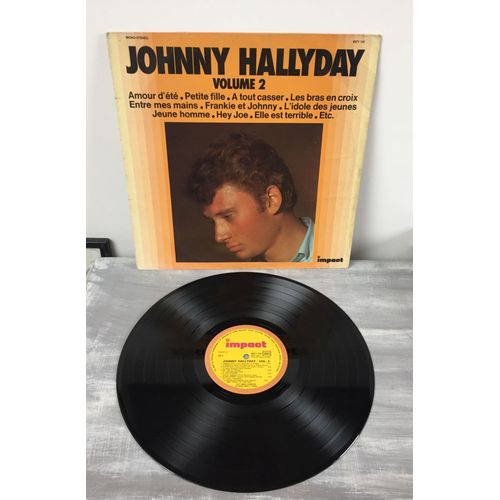 MONO-STEREO
JOHNNY HALLYDAY
VOLUME 2
Amour d'été • Petite fille • A tout casser • Les bras en croix
Entre mes mains • Frankie et Johnny • L'idole des jeunes
Jeune homme • Hey Joe • Elle est terrible • Etc.
impact
impact
JOHNNY HALLYDAY - VOL. 2